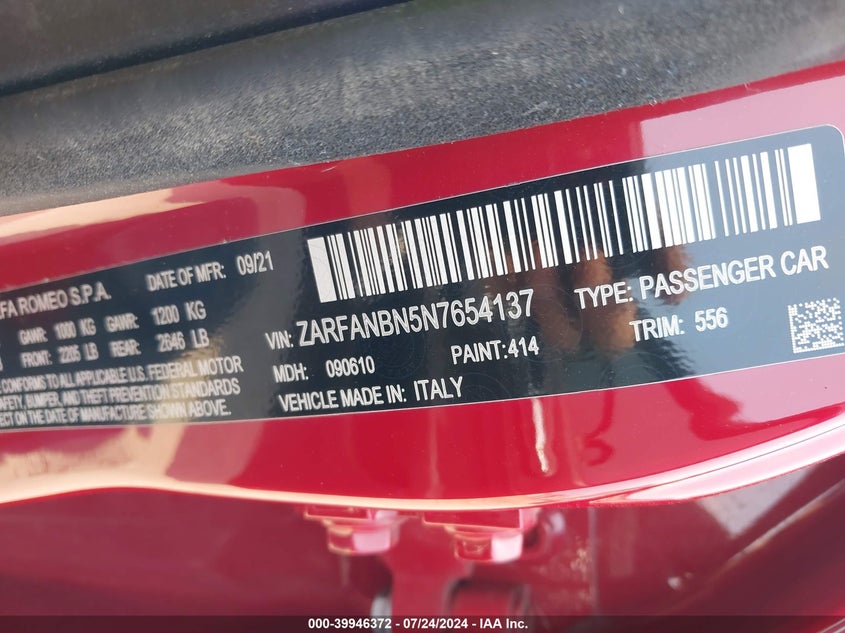 FA ROMEO S.P.A. DATE OF MFR: 09/21
GAWR: KG GAWR: 1200 KG
FRONT: 2205 LB REAR: 2646 LB
CONFORMS TO ALL APPLICABLE U.S. FEDERAL MOTOR
SAFETY, BUMPER, AND THEFT PREVENTION STANDARDS
ECT ON THE DATE OF MANUFACTURE SHOWN ABOVE.
VIN: ZARFANBN5N7654137 TYPE: PASSENGER CAR
MDH: 090610 PAINT:414 TRIM: 556
VEHICLE MADE IN: ITALY
000-39946372 / 07/24/2024 - IAA Inc.